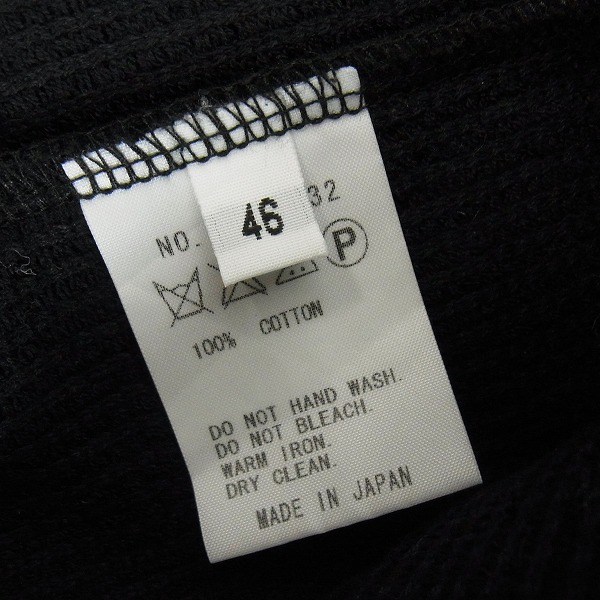 NO. 32
46
P
100% COTTON
DO NOT HAND WASH.
DO NOT BLEACH.
WARM IRON.
DRY CLEAN.
MADE IN JAPAN